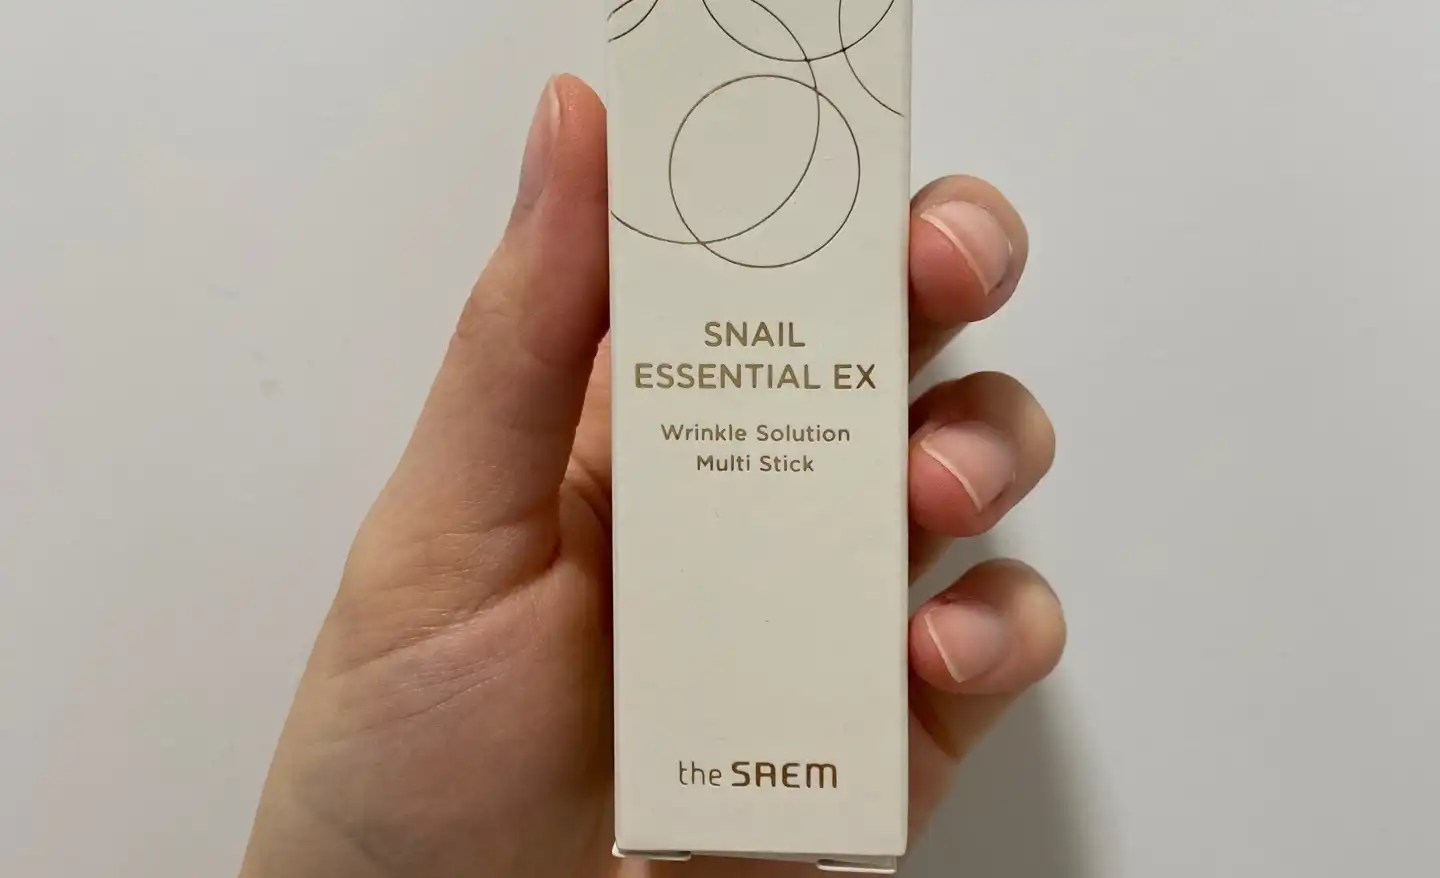 SNAIL
ESSENTIAL EX
Wrinkle Solution
Multi Stick
the SAEM